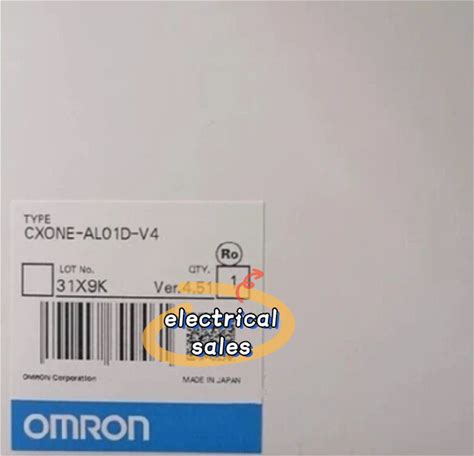 TYPE
CXONE-AL01D-V4
Ro
LOT No. QTY.
31X9K Ver.4.51 1
electrical
sales
OMRON Corporation MADE IN JAPAN
OMRON